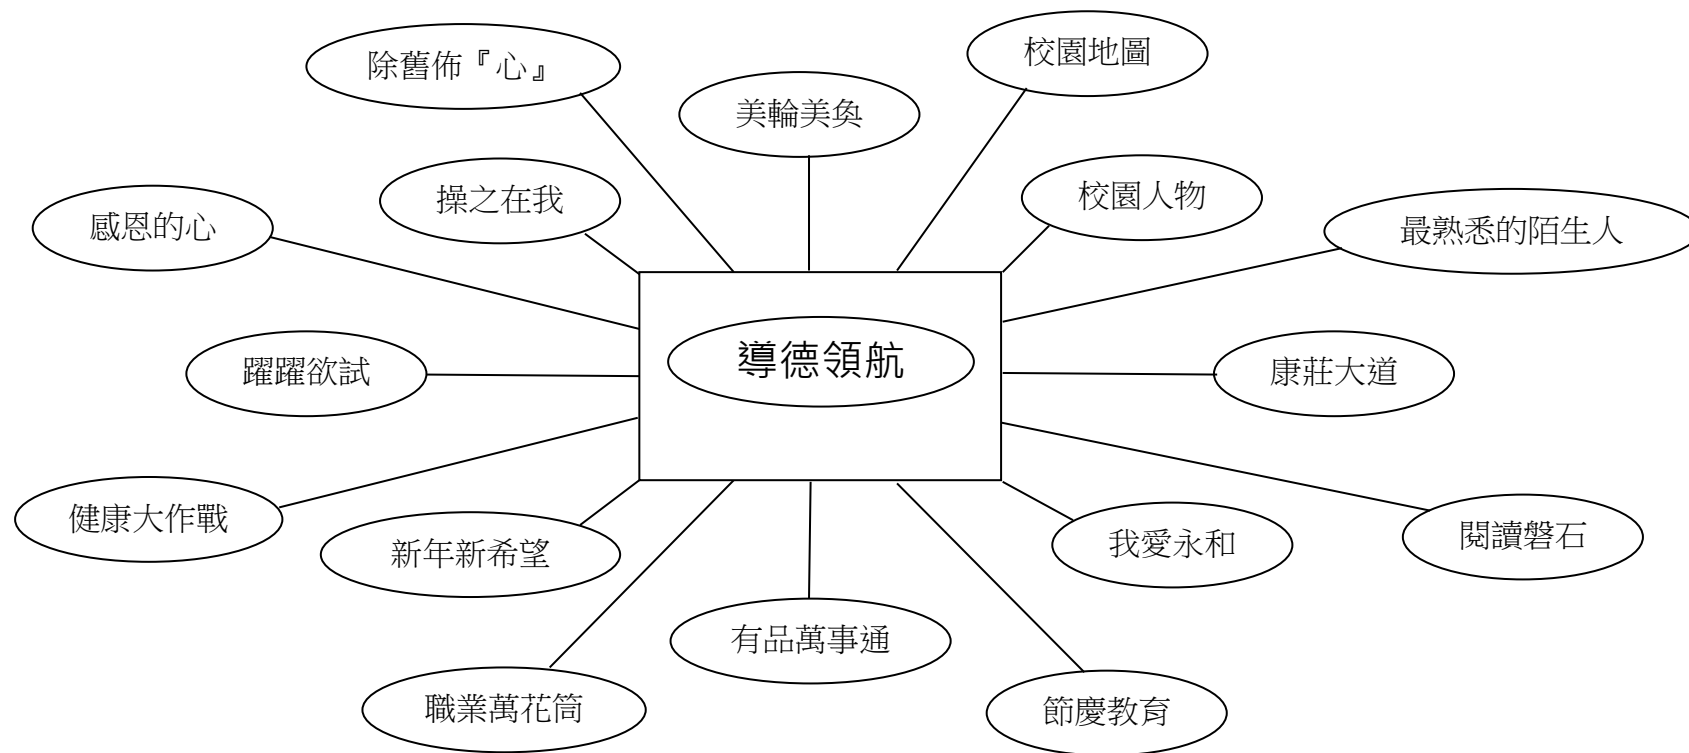 除舊佈『心』
校園地圖
美輪美奐
操之在我
校園人物
感恩的心
最熟悉的陌生人
導德領航
躍躍欲試
康莊大道
健康大作戰
新年新希望
我愛永和
閱讀磐石
有品萬事通
職業萬花筒
節慶教育